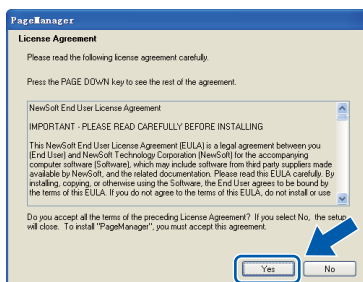 PageManager
License Agreement
Please read the following license agreement carefully.
Press the PAGE DOWN key to see the rest of the agreement.
NewSoft End User License Agreement
IMPORTANT - PLEASE READ CAREFULLY BEFORE INSTALLING
This NewSoft End User License Agreement (EULA) is a legal agreement between you
(End User) and NewSoft Technology Corporation (NewSoft) for the accompanying
computer software (Software), which may include software from third party suppliers made
available by NewSoft, and the related documentation. Please read this EULA carefully. By
installing, copying, or otherwise using the Software, the End User agrees to be bound by
the terms of this EULA. If you do not agree to the terms of this EULA, do not install or use
Do you accept all the terms of the preceding License Agreement? If you select No, the setup
will close. To install "PageManager", you must accept this agreement.
Yes
No